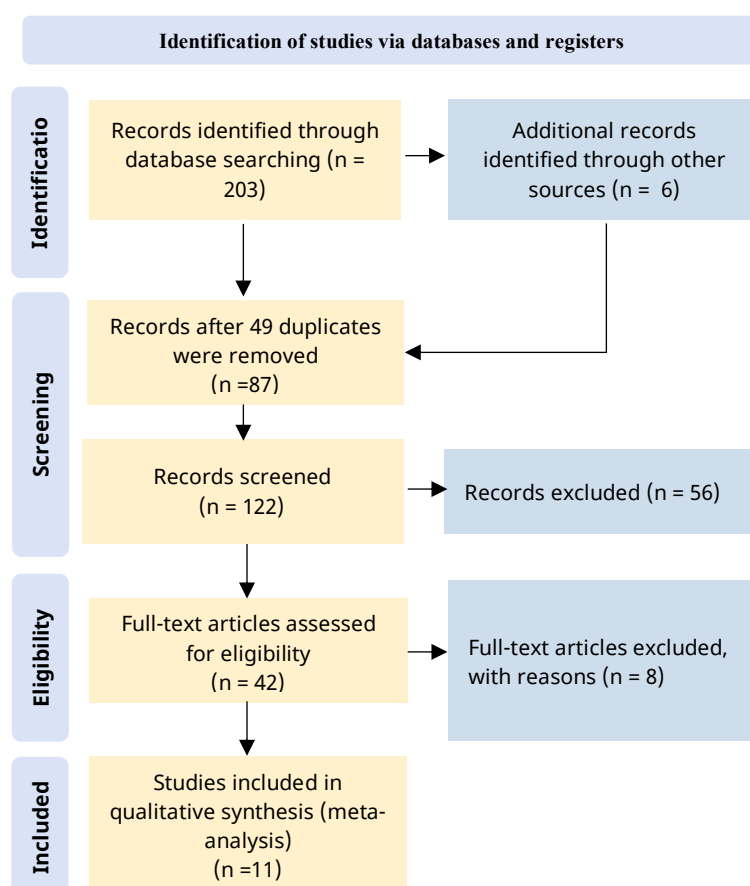 Identification of studies via databases and registers
Identificatio
Records identified through
database searching (n =
203)
Additional records
identified through other
sources (n =  6)
Screening
Records after 49 duplicates
were removed
(n =87)
Records screened
(n = 122)
Records excluded (n = 56)
Eligibility
Full-text articles assessed
for eligibility
(n = 42)
Full-text articles excluded,
with reasons (n = 8)
Included
Studies included in
qualitative synthesis (meta-
analysis)
(n =11)